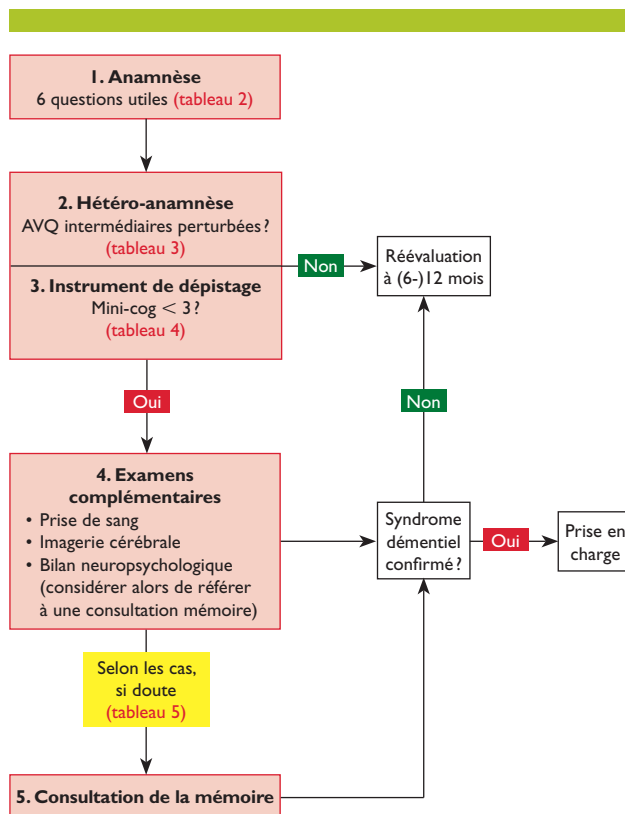 1. Anamnèse
6 questions utiles (tableau 2)
2. Hétéro-anamnèse
AVQ intermédiaires perturbées ?
(tableau 3)
3. Instrument de dépistage
Mini-cog < 3 ?
(tableau 4)
Non
Réévaluation
à (6-)12 mois
Oui
Non
4. Examens
complémentaires
• Prise de sang
• Imagerie cérébrale
• Bilan neuropsychologique
(considérer alors de référer
à une consultation mémoire)
Syndrome
démentiel
confirmé ?
Oui
Prise en
charge
Selon les cas,
si doute
(tableau 5)
5. Consultation de la mémoire